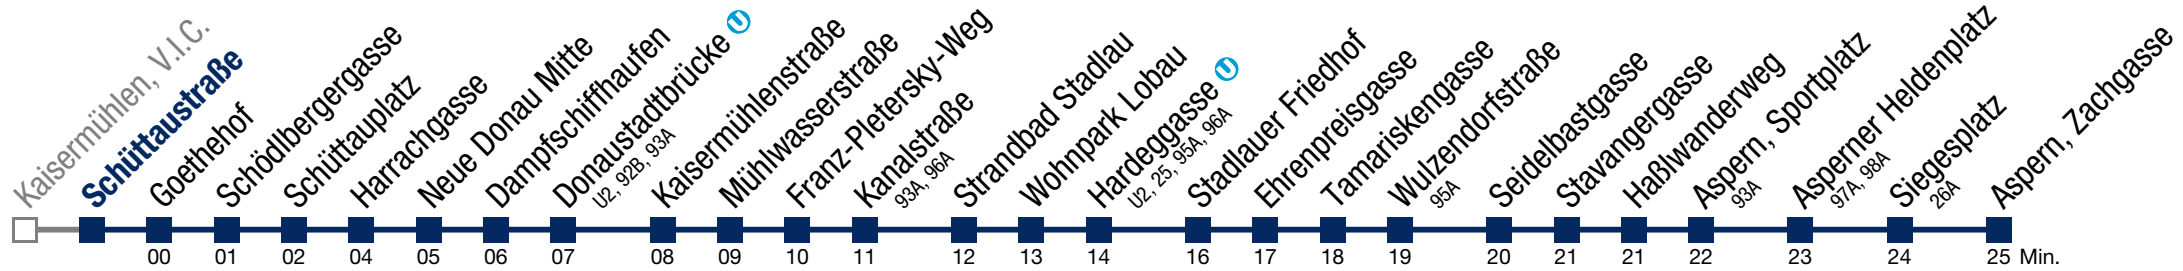 Kaisermühlen, V.I.C.
Schüttaustraße
Goethehof
Schödlbergergasse
Schüttauplatz
Harrachgasse
Neue Donau Mitte
Dampfschiffhaufen
Donaustadtbrücke U
U2, 92B, 93A
Kaisermühlenstraße
Mühlwasserstraße
Franz-Pletersky-Weg
Kanalstraße
93A, 96A
Strandbad Stadlau
Wohnpark Lobau
Hardeggasse U
U2, 25, 95A, 96A
Stadlauer Friedhof
Ehrenpreisgasse
Tamariskengasse
Wulzendorfstraße
95A
Seidelbastgasse
Stavangergasse
Haßlwanderweg
Aspern, Sportplatz
93A
Asperner Heldenplatz
97A, 98A
Siegesplatz
26A
Aspern, Zachgasse
00 01 02 04 05 06 07 08 09 10 11 12 13 14 16 17 18 19 20 21 21 22 23 24 25 Min.